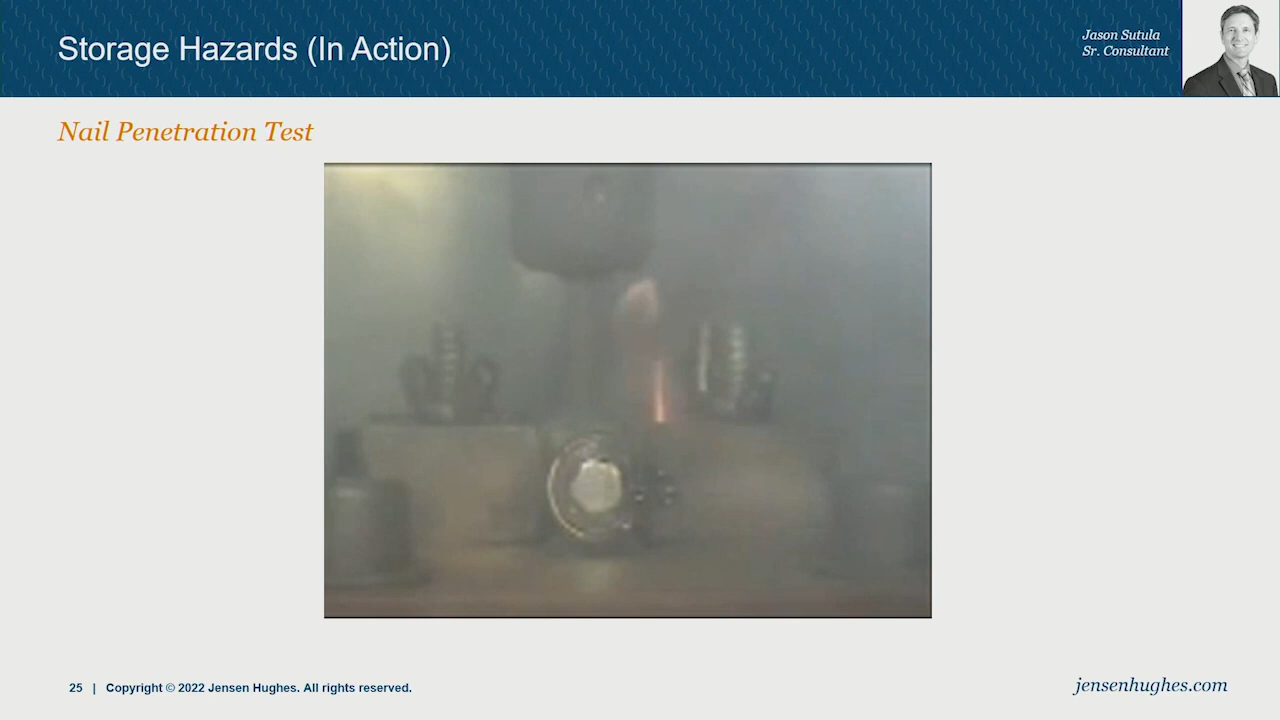 Storage Hazards (In Action)
Jason Sutula
Sr. Consultant
Nail Penetration Test
25 | Copyright © 2022 Jensen Hughes. All rights reserved.
jensenhughes.com